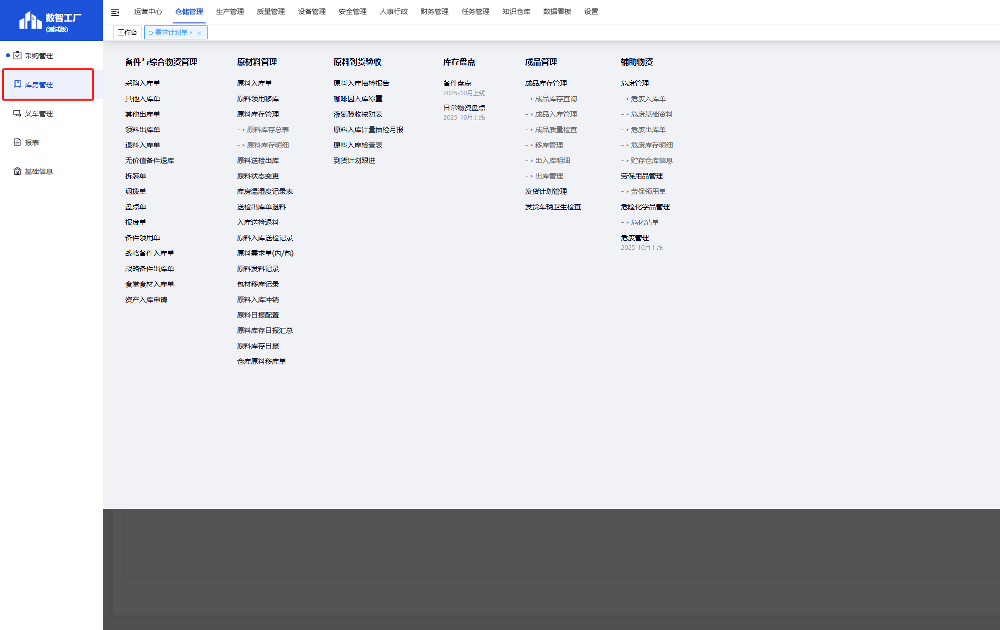 数智工厂
(测试版)
运营中心 仓储管理 生产管理 质量管理 设备管理 安全管理 人事行政 财务管理 任务管理 知识仓库 数据看板 设置
工作台 需求计划单
采购管理
库房管理
叉车管理
报表
基础信息
备件与综合物资管理
采购入库单
其他入库单
其他出库单
领料出库单
退料入库单
无价值备件退库
拆装单
调拨单
盘点单
报废单
备件领用单
战略备件入库单
战略备件出库单
食堂食材入库单
资产入库申请
原材料管理
原料入库单
原料领用移库
原料库存管理
- › 原料库存总表
- › 原料库存明细
原料送检出库
原料状态变更
库房温湿度记录表
送检出库单退料
入库送检退料
原料入库送检记录
原料需求单(内/包)
原料发料记录
包材移库记录
原料入库冲销
原料日报配置
原料库存日报汇总
原料库存日报
仓库原料移库单
原料到货验收
原料入库抽检报告
咖啡因入库称重
液氮验收核对表
原料入库计量抽检月报
原料入库检查表
到货计划跟进
库存盘点
备件盘点
2025-10月上线
日常物资盘点
2025-10月上线
成品管理
成品库存管理
- › 成品库存查询
- › 成品入库管理
- › 成品质量检查
- › 移库管理
- › 出入库明细
- › 出库管理
发货计划管理
发货车辆卫生检查
辅助物资
危废管理
- › 危废入库单
- › 危废基础资料
- › 危废出库单
- › 危废库存明细
- › 贮存仓库信息
劳保用品管理
- › 劳保领用单
危险化学品管理
- › 危化清单
危废管理
2025-10月上线